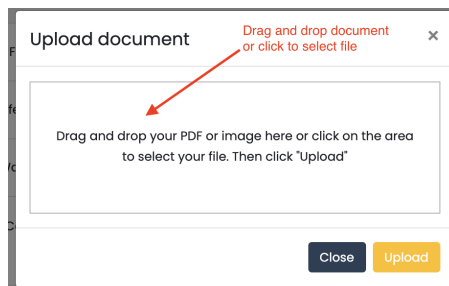 Upload document
Drag and drop document
or click to select file
×
Drag and drop your PDF or image here or click on the area
to select your file. Then click "Upload"
Close
Upload